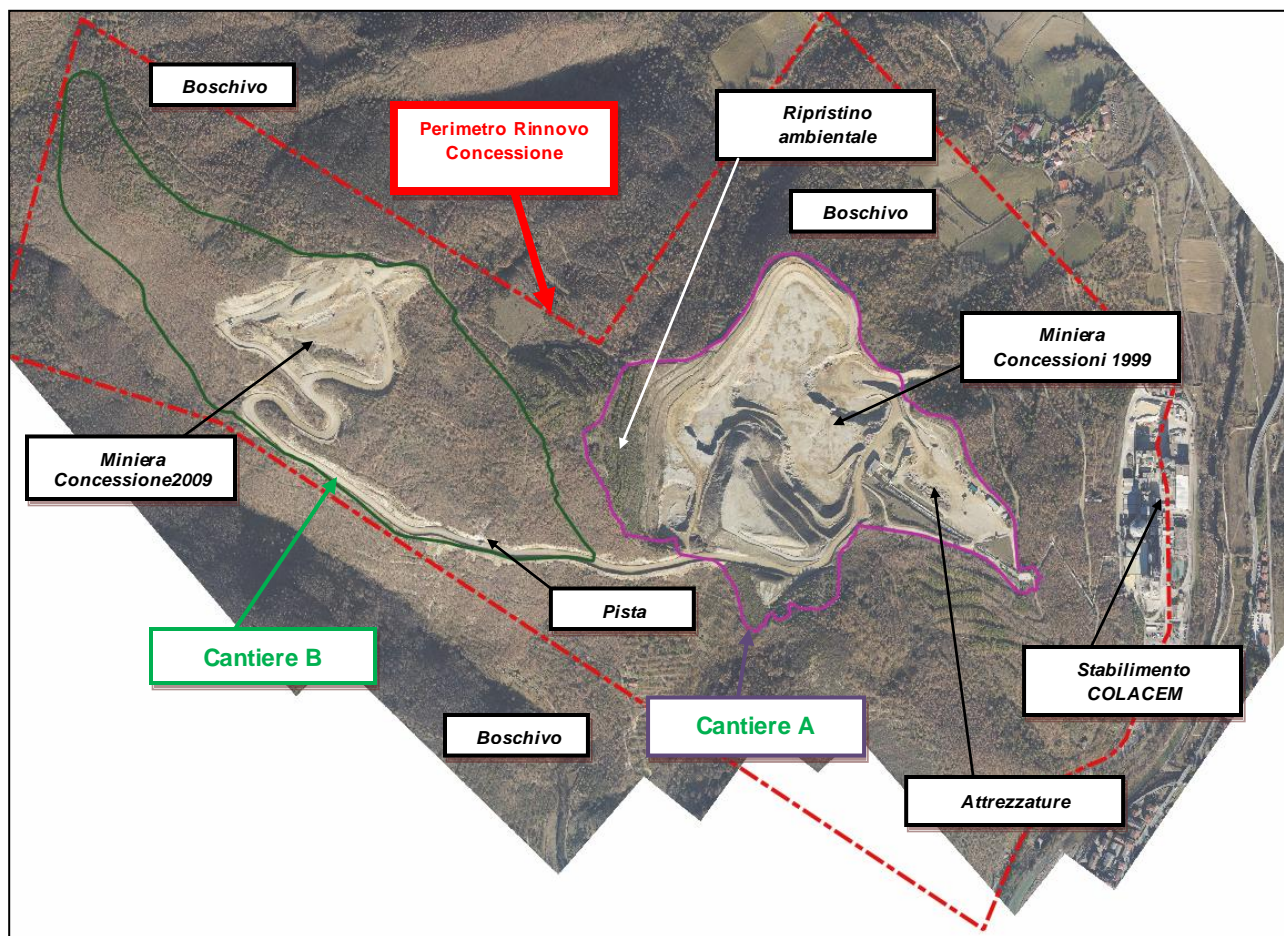 Boschivo
Perimetro Rinnovo
Concessione
Ripristino
ambientale
Boschivo
Miniera
Concessioni 1999
Miniera
Concessione2009
Pista
Cantiere B
Stabilimento
COLACEM
Boschivo
Cantiere A
Attrezzature